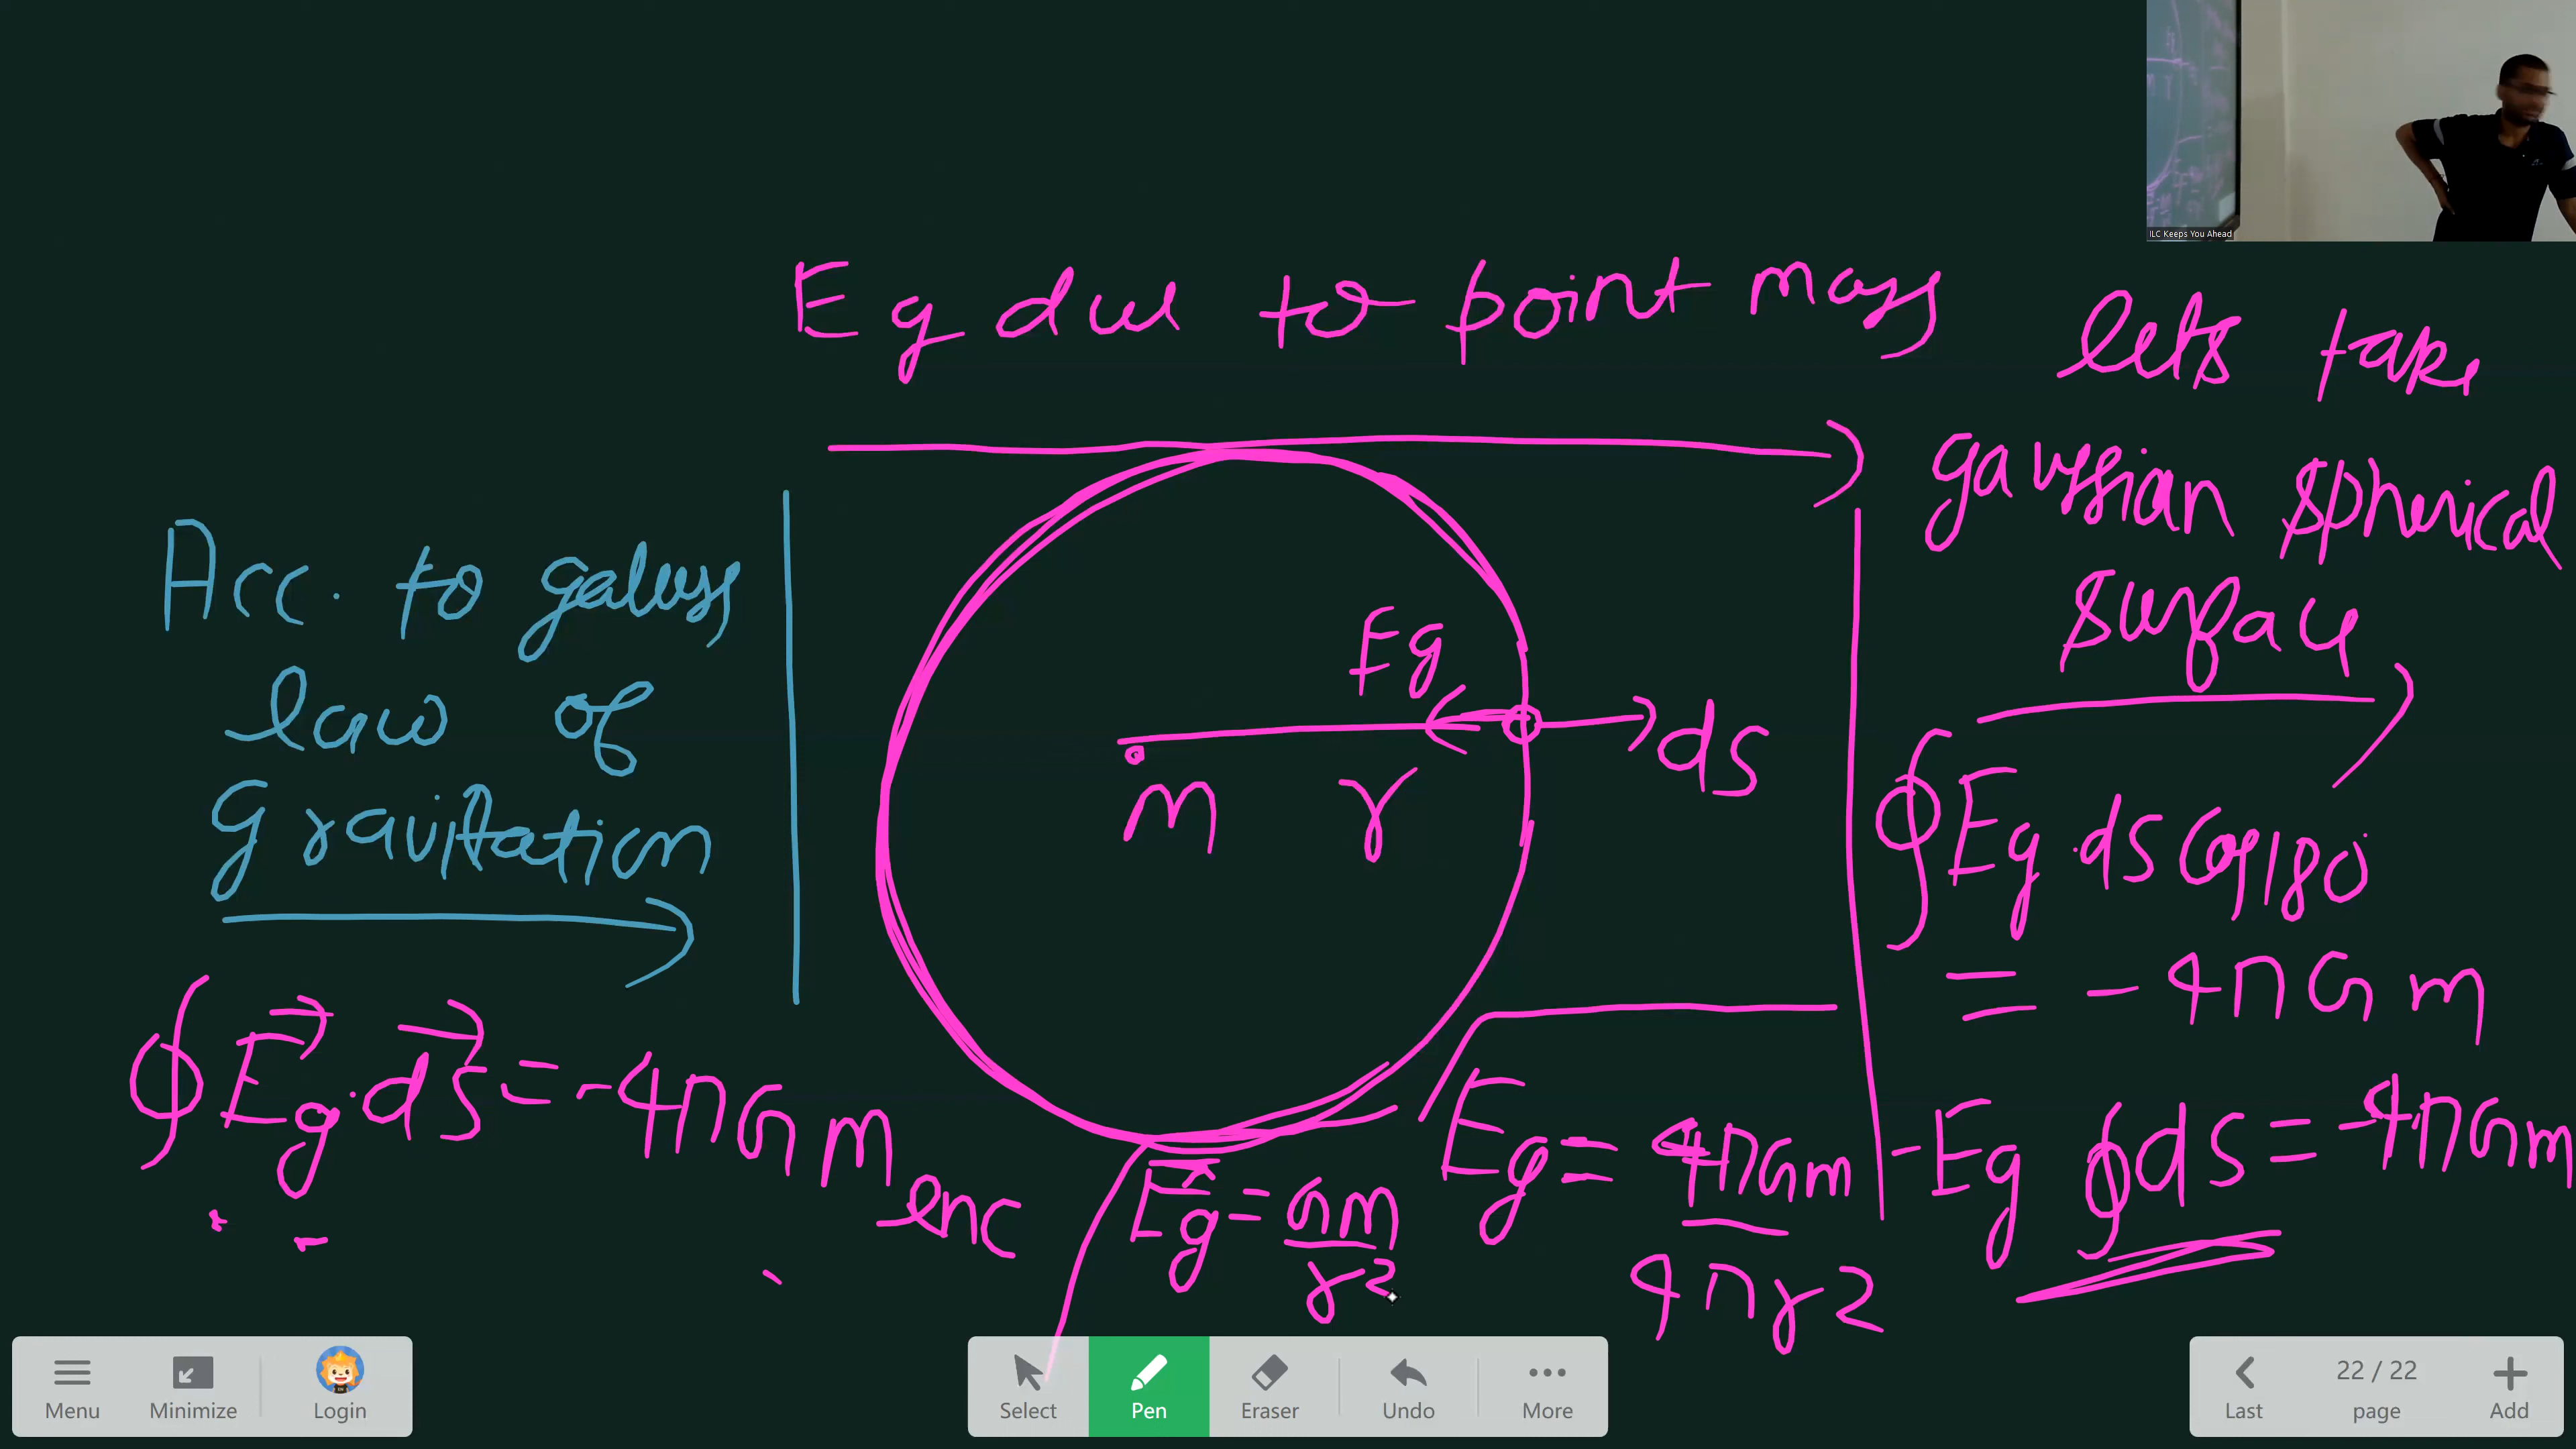 ILC Keeps You Ahead
Eg due to point mass
Acc. to galuss
law of
Gravitation
∮E⃗g·ds⃗ = -4πGm enc
Eg
ds
m r
lets take
gaussian spherical
surface
∮Eg·ds Cos180
= -4πGm
-Eg ∮ds = -4πGm
Eg = 4πGm
4πr2
Eg = Gm
r2
Menu Minimize Login
Select Pen Eraser Undo More
Last 22 / 22 page Add